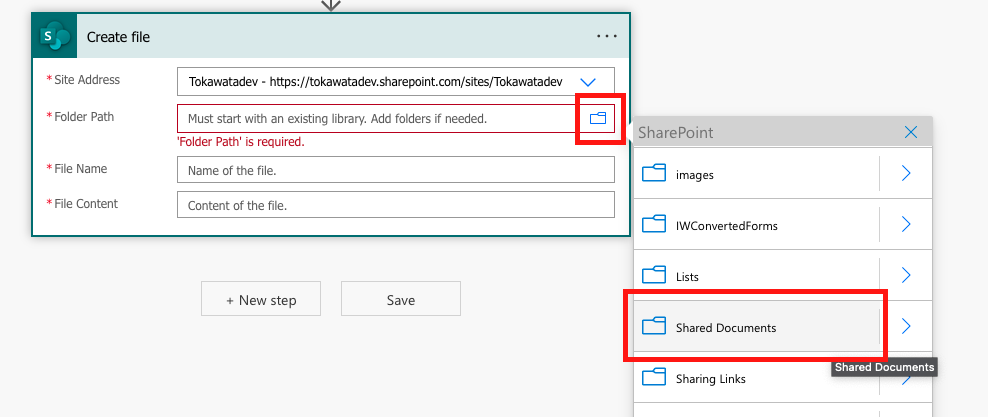 S
Create file
...
* Site Address
Tokawatadev - https://tokawatadev.sharepoint.com/sites/Tokawatadev
* Folder Path
Must start with an existing library. Add folders if needed.
'Folder Path' is required.
* File Name
Name of the file.
* File Content
Content of the file.
+ New step
Save
SharePoint
images
IWConvertedForms
Lists
Shared Documents
Shared Documents
Sharing Links